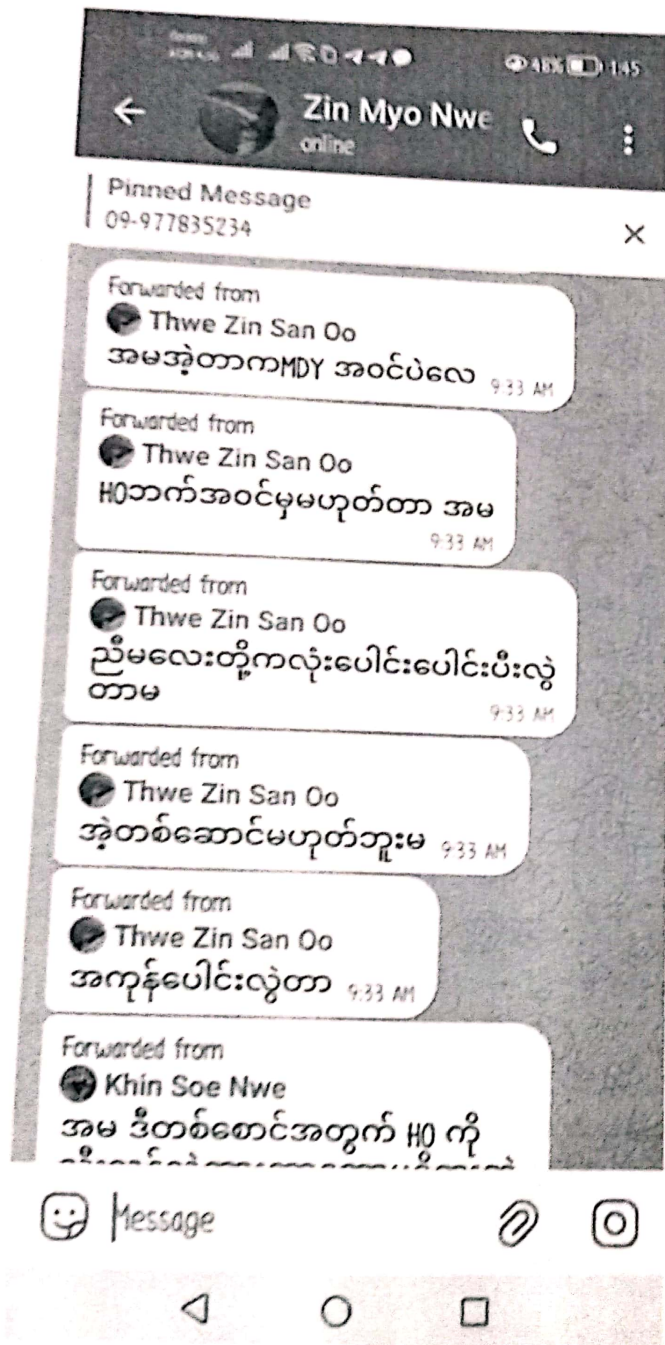 48% 1:45
Zin Myo Nwe
online
Pinned Message
09-977835234
Forwarded from
Thwe Zin San Oo
အမအဲ့တာကMDY အဝင်ပဲလေ 9:33 AM
Forwarded from
Thwe Zin San Oo
HOဘက်အဝင်မှမဟုတ်တာ အမ
9:33 AM
Forwarded from
Thwe Zin San Oo
ညီမလေးတို့ကလုံးပေါင်းပေါင်းပီးလွဲ
တာမ
9:33 AM
Forwarded from
Thwe Zin San Oo
အဲ့တစ်ဆောင်မဟုတ်ဘူးမ 9:33 AM
Forwarded from
Thwe Zin San Oo
အကုန်ပေါင်းလွဲတာ 9:33 AM
Forwarded from
Khin Soe Nwe
အမ ဒီတစ်စောင်အတွက် HO ကို
Message